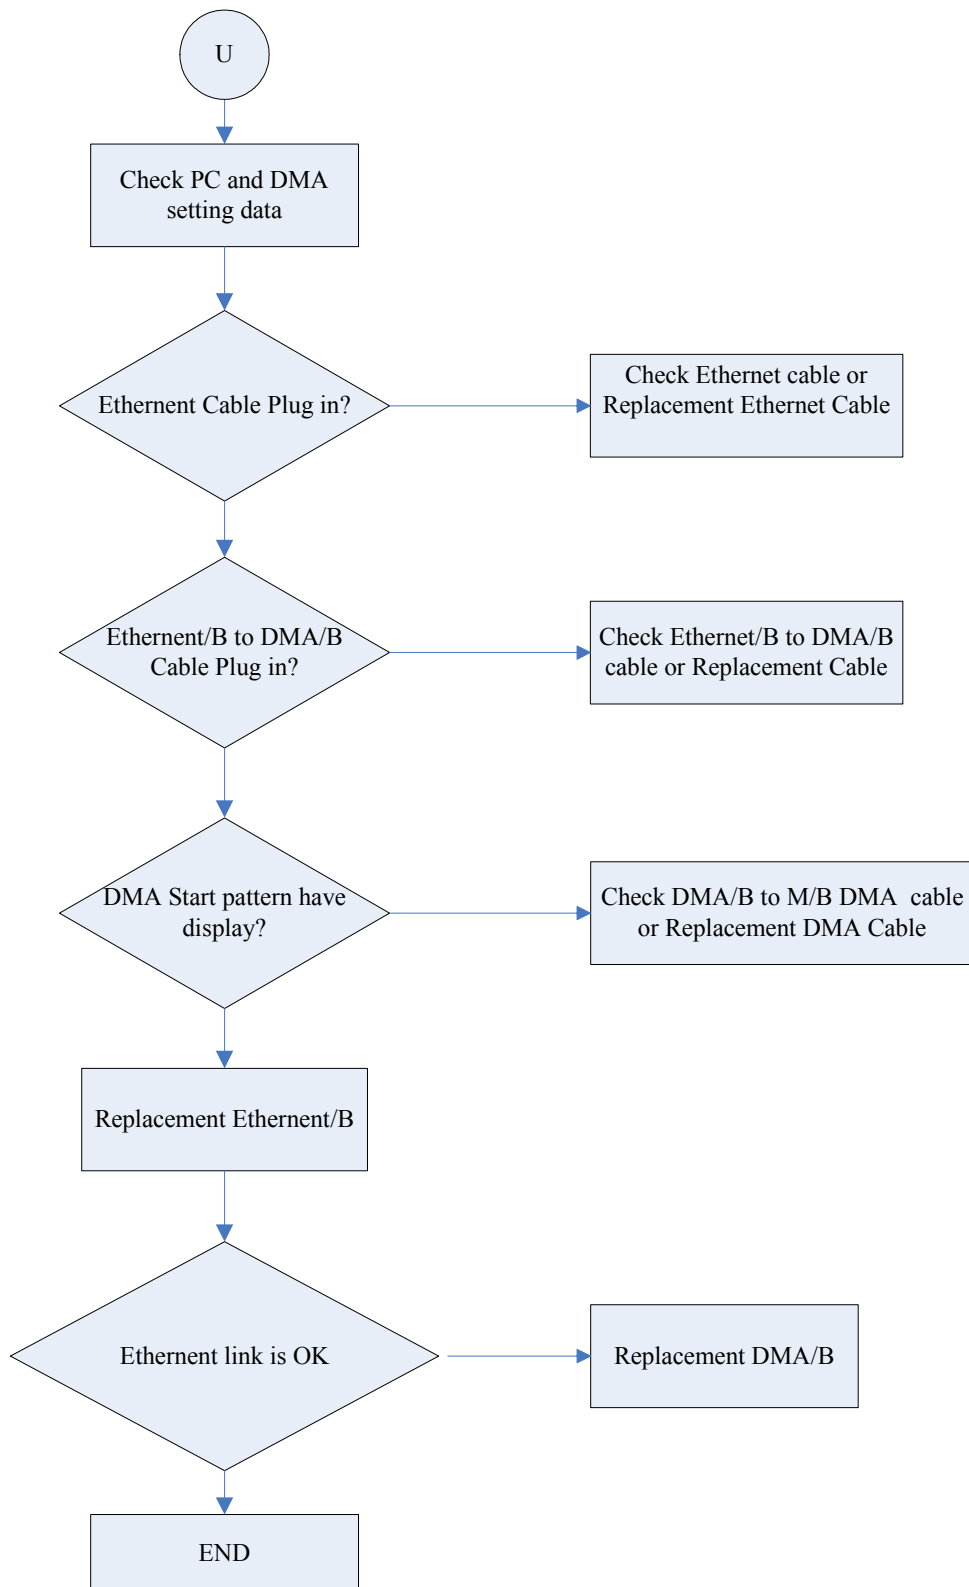 U
Check PC and DMA
setting data
Ethernent Cable Plug in?
Check Ethernet cable or
Replacement Ethernet Cable
Ethernent/B to DMA/B
Cable Plug in?
Check Ethernet/B to DMA/B
cable or Replacement Cable
DMA Start pattern have
display?
Check DMA/B to M/B DMA  cable
or Replacement DMA Cable
Replacement Ethernent/B
Ethernent link is OK
Replacement DMA/B
END